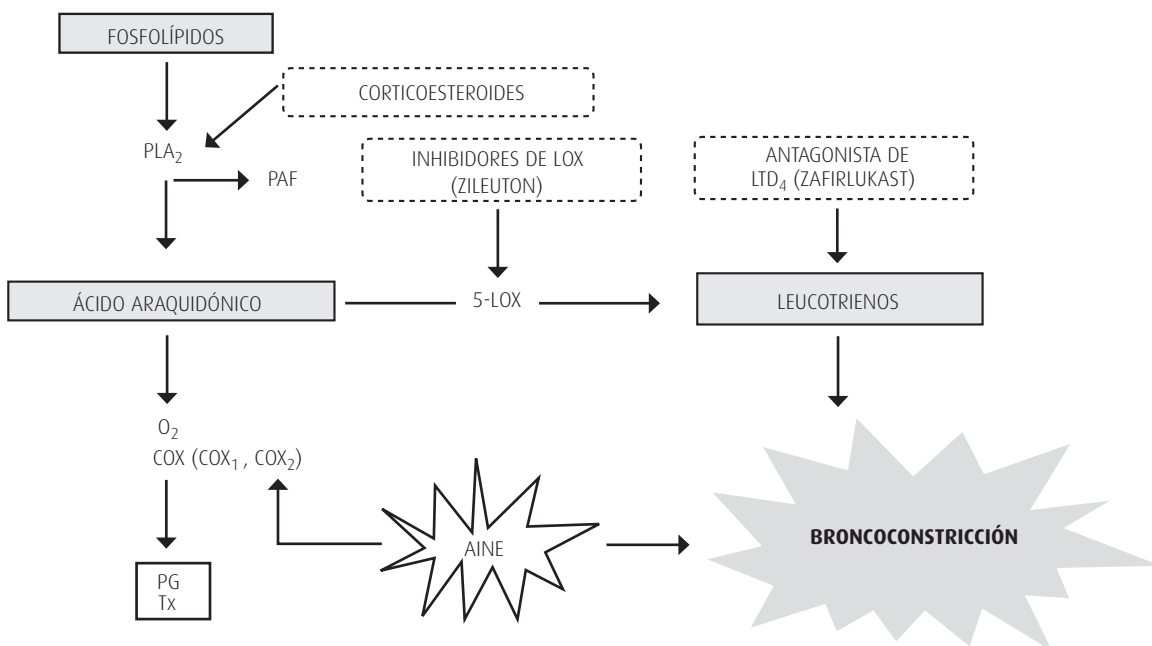 FOSFOLÍPIDOS
CORTICOESTEROIDES
PLA₂
PAF
INHIBIDORES DE LOX
(ZILEUTON)
ANTAGONISTA DE
LTD₄ (ZAFIRLUKAST)
ÁCIDO ARAQUIDÓNICO
5-LOX
LEUCOTRIENOS
O₂
COX (COX₁ , COX₂)
AINE
BRONCOCONSTRICCIÓN
PG
Tx